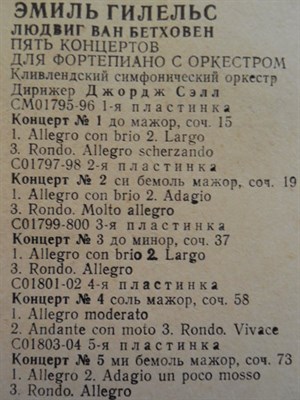 ЭМИЛЬ ГИЛЕЛЬС
ЛЮДВИГ ВАН БЕТХОВЕН
ПЯТЬ КОНЦЕРТОВ
ДЛЯ ФОРТЕПИАНО С ОРКЕСТРОМ
Кливлендский симфонический оркестр
Дирижер Джордж Сэлл
СМ01795-96 1-я пластинка
Концерт № 1 до мажор, соч. 15
1. Allegro con brio 2. Largo
3. Rondo. Allegro scherzando
С01797-98 2-я пластинка
Концерт № 2 си бемоль мажор, соч. 19
1. Allegro con brio 2. Adagio
3. Rondo. Molto allegro
С01799-800 3-я пластинка
Концерт № 3 до минор, соч. 37
1. Allegro con brio 2. Largo
3. Rondo. Allegro
С01801-02 4-я пластинка
Концерт № 4 соль мажор, соч. 58
1. Allegro moderato
2. Andante con moto 3. Rondo. Vivace
С01803-04 5-я пластинка
Концерт № 5 ми бемоль мажор, соч. 73
1. Allegro 2. Adagio un poco mosso
3. Rondo. Allegro